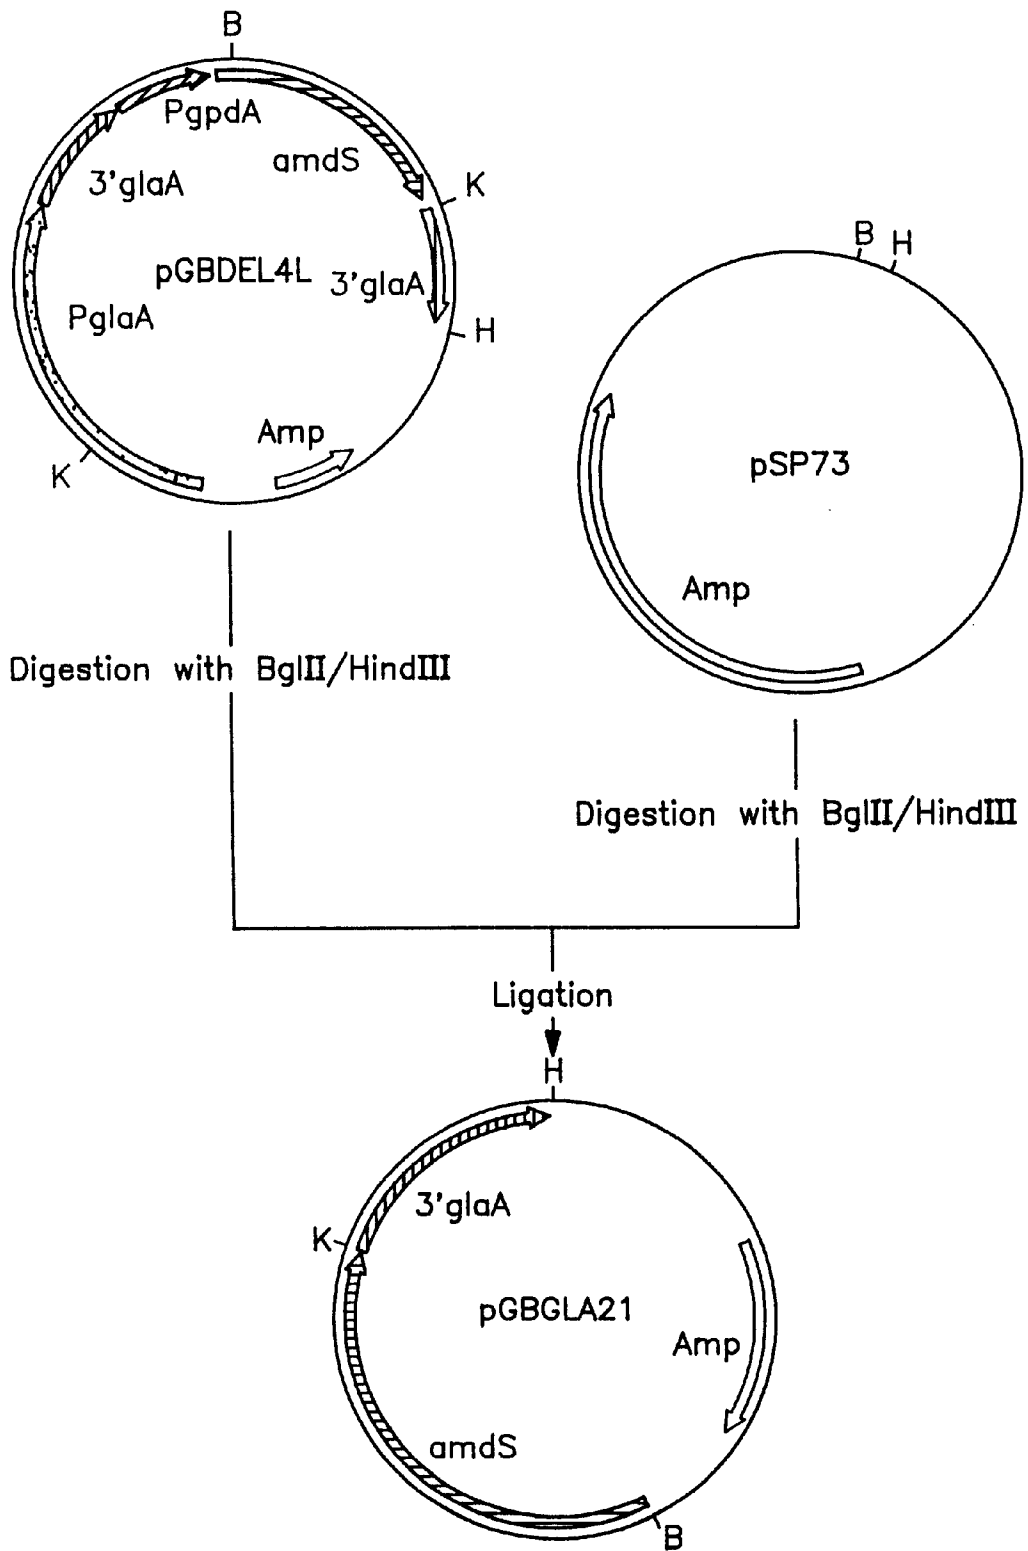 B
PgpdA
amdS
3'glaA
K
pGBDEL4L
3'glaA
PglaA
H
Amp
K
B
H
pSP73
Amp
Digestion with BglII/HindIII
Digestion with BglII/HindIII
Ligation
H
3'glaA
K
pGBGLA21
Amp
amdS
B